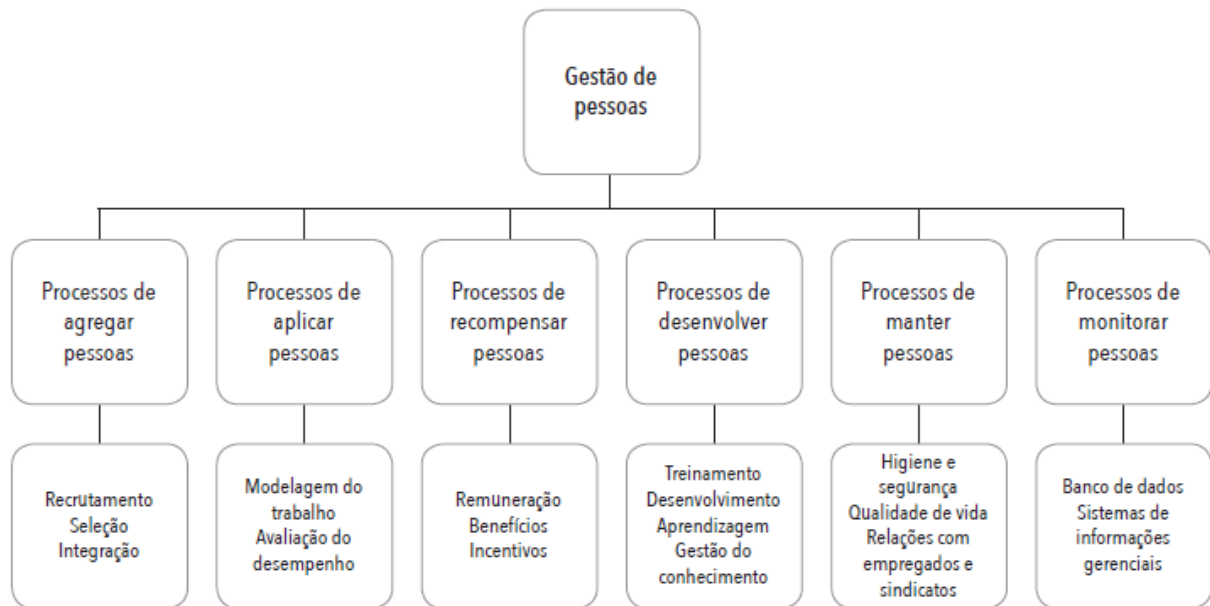 Gestão de
pessoas
Processos de
agregar
pessoas
Processos de
aplicar
pessoas
Processos de
recompensar
pessoas
Processos de
desenvolver
pessoas
Processos de
manter
pessoas
Processos de
monitorar
pessoas
Recrutamento
Seleção
Integração
Modelagem do
trabalho
Avaliação do
desempenho
Remuneração
Benefícios
Incentivos
Treinamento
Desenvolvimento
Aprendizagem
Gestão do
conhecimento
Higiene e
segurança
Qualidade de vida
Relações com
empregados e
sindicatos
Banco de dados
Sistemas de
informações
gerenciais